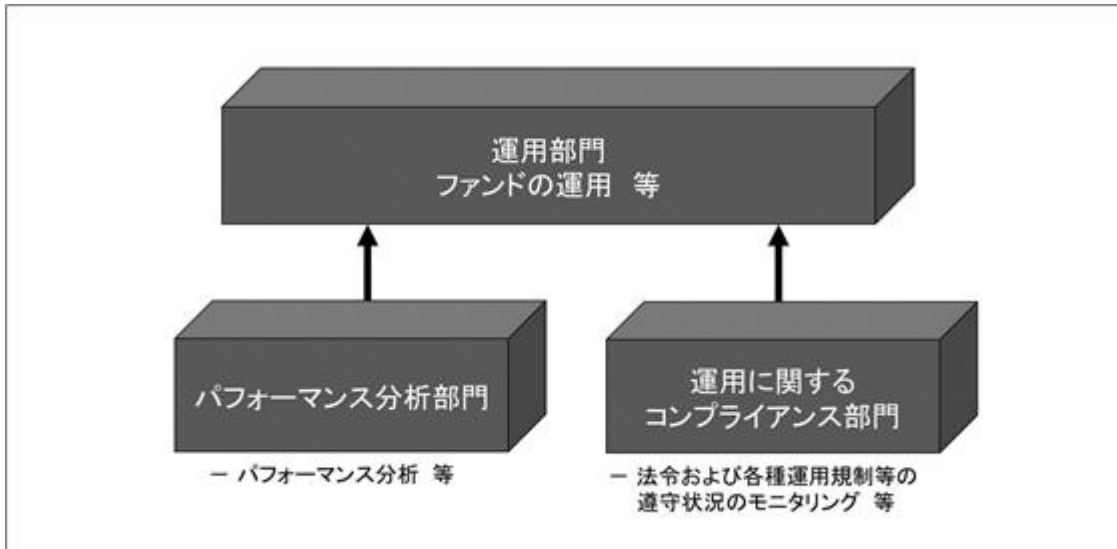 運用部門
ファンドの運用 等
パフォーマンス分析部門
－ パフォーマンス分析 等
運用に関する
コンプライアンス部門
－ 法令および各種運用規制等の
遵守状況のモニタリング 等